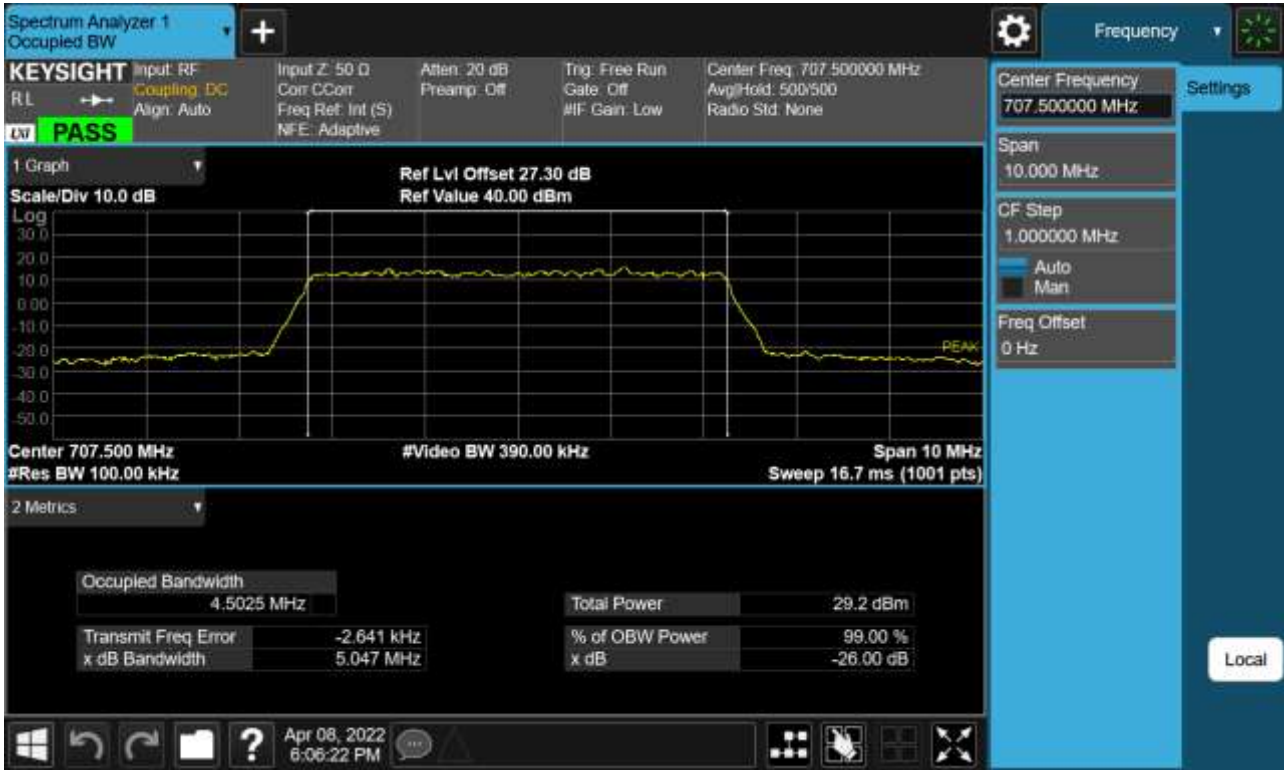 Spectrum Analyzer 1
Occupied BW
+
Frequency
KEYSIGHT
RL
LXI
PASS
Input: RF
Coupling: DC
Align: Auto
Input Z: 50 Ω
Corr CCorr
Freq Ref: Int (S)
NFE: Adaptive
Atten: 20 dB
Preamp: Off
Trig: Free Run
Gate: Off
#IF Gain: Low
Center Freq: 707.500000 MHz
Avg|Hold: 500/500
Radio Std: None
Center Frequency
707.500000 MHz
Settings
Span
10.000 MHz
CF Step
1.000000 MHz
Auto
Man
Freq Offset
0 Hz
Local
1 Graph
Scale/Div 10.0 dB
Ref Lvl Offset 27.30 dB
Ref Value 40.00 dBm
Log
30.0
20.0
10.0
0.00
-10.0
-20.0
-30.0
-40.0
-50.0
PEAK
Center 707.500 MHz
#Video BW 390.00 kHz
Span 10 MHz
#Res BW 100.00 kHz
Sweep 16.7 ms (1001 pts)
2 Metrics
Occupied Bandwidth
4.5025 MHz
Total Power 29.2 dBm
Transmit Freq Error -2.641 kHz
% of OBW Power 99.00 %
x dB Bandwidth 5.047 MHz
x dB -26.00 dB
?
Apr 08, 2022
6:06:22 PM